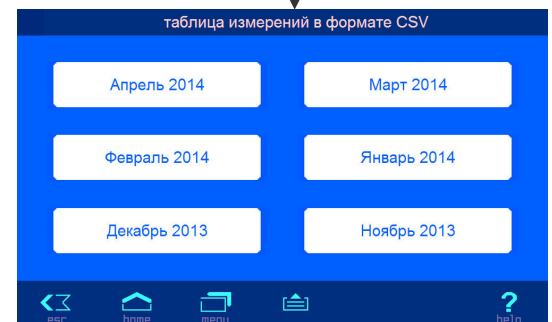 таблица измерений в формате CSV
Апрель 2014 Март 2014
Февраль 2014 Январь 2014
Декабрь 2013 Ноябрь 2013
esc home menu help